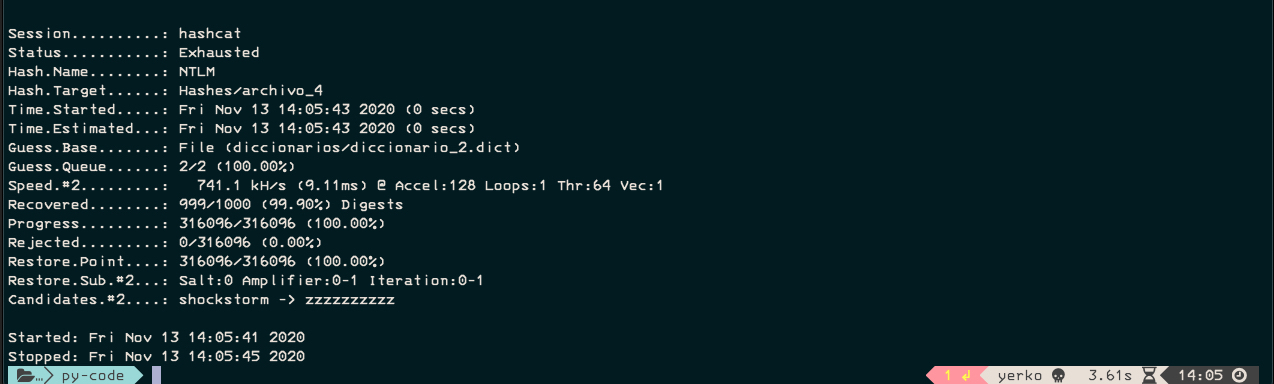 Session..........: hashcat
Status...........: Exhausted
Hash.Name........: NTLM
Hash.Target......: Hashes/archivo_4
Time.Started.....: Fri Nov 13 14:05:43 2020 (0 secs)
Time.Estimated...: Fri Nov 13 14:05:43 2020 (0 secs)
Guess.Base.......: File (diccionarios/diccionario_2.dict)
Guess.Queue......: 2/2 (100.00%)
Speed.#2.........:   741.1 kH/s (9.11ms) @ Accel:128 Loops:1 Thr:64 Vec:1
Recovered........: 999/1000 (99.90%) Digests
Progress.........: 316096/316096 (100.00%)
Rejected.........: 0/316096 (0.00%)
Restore.Point....: 316096/316096 (100.00%)
Restore.Sub.#2...: Salt:0 Amplifier:0-1 Iteration:0-1
Candidates.#2....: shockstorm -> zzzzzzzzzz
Started: Fri Nov 13 14:05:41 2020
Stopped: Fri Nov 13 14:05:45 2020
…> py-code 1 ↲ yerko 3.61s 14:05